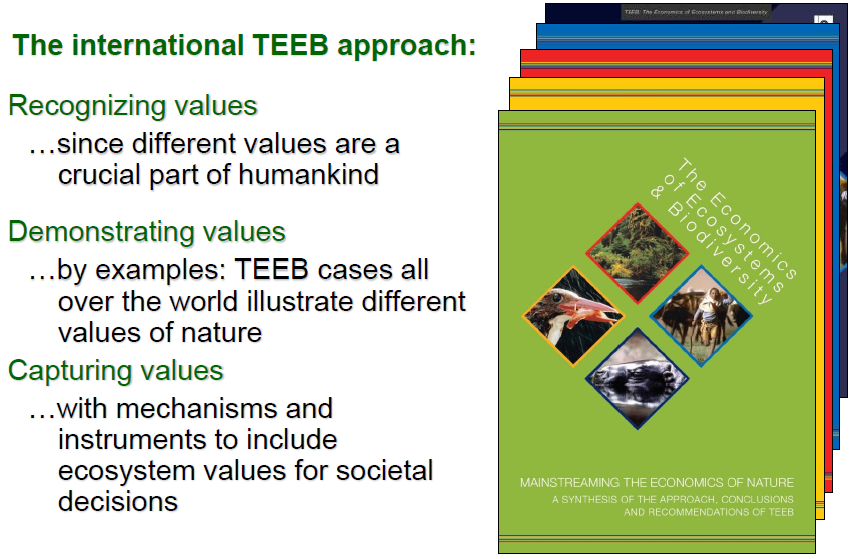 The international TEEB approach:
Recognizing values
…since different values are a
crucial part of humankind
Demonstrating values
…by examples: TEEB cases all
over the world illustrate different
values of nature
Capturing values
…with mechanisms and
instruments to include
ecosystem values for societal
decisions
TEEB: The Economics of Ecosystems and Biodiversity
The Economics
of Ecosystems
& Biodiversity
MAINSTREAMING THE ECONOMICS OF NATURE
A SYNTHESIS OF THE APPROACH, CONCLUSIONS
AND RECOMMENDATIONS OF TEEB